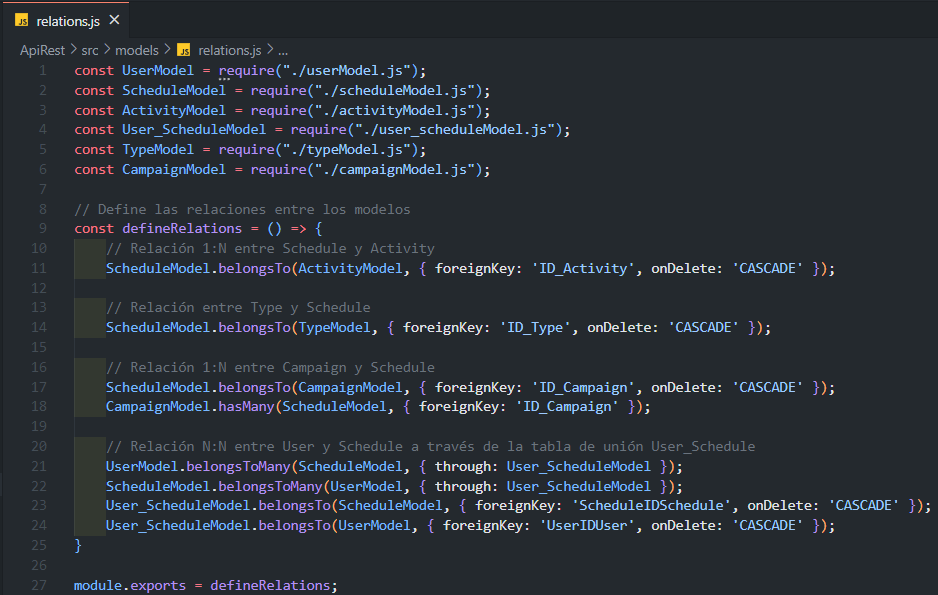 JS relations.js ×
ApiRest > src > models > JS relations.js > ...
1 const UserModel = require("./userModel.js");
2 const ScheduleModel = require("./scheduleModel.js");
3 const ActivityModel = require("./activityModel.js");
4 const User_ScheduleModel = require("./user_scheduleModel.js");
5 const TypeModel = require("./typeModel.js");
6 const CampaignModel = require("./campaignModel.js");
7
8 // Define las relaciones entre los modelos
9 const defineRelations = () => {
10     // Relación 1:N entre Schedule y Activity
11     ScheduleModel.belongsTo(ActivityModel, { foreignKey: 'ID_Activity', onDelete: 'CASCADE' });
12
13     // Relación entre Type y Schedule
14     ScheduleModel.belongsTo(TypeModel, { foreignKey: 'ID_Type', onDelete: 'CASCADE' });
15
16     // Relación 1:N entre Campaign y Schedule
17     ScheduleModel.belongsTo(CampaignModel, { foreignKey: 'ID_Campaign', onDelete: 'CASCADE' });
18     CampaignModel.hasMany(ScheduleModel, { foreignKey: 'ID_Campaign' });
19
20     // Relación N:N entre User y Schedule a través de la tabla de unión User_Schedule
21     UserModel.belongsToMany(ScheduleModel, { through: User_ScheduleModel });
22     ScheduleModel.belongsToMany(UserModel, { through: User_ScheduleModel });
23     User_ScheduleModel.belongsTo(ScheduleModel, { foreignKey: 'ScheduleIDSchedule', onDelete: 'CASCADE' });
24     User_ScheduleModel.belongsTo(UserModel, { foreignKey: 'UserIDUser', onDelete: 'CASCADE' });
25 }
26
27 module.exports = defineRelations;